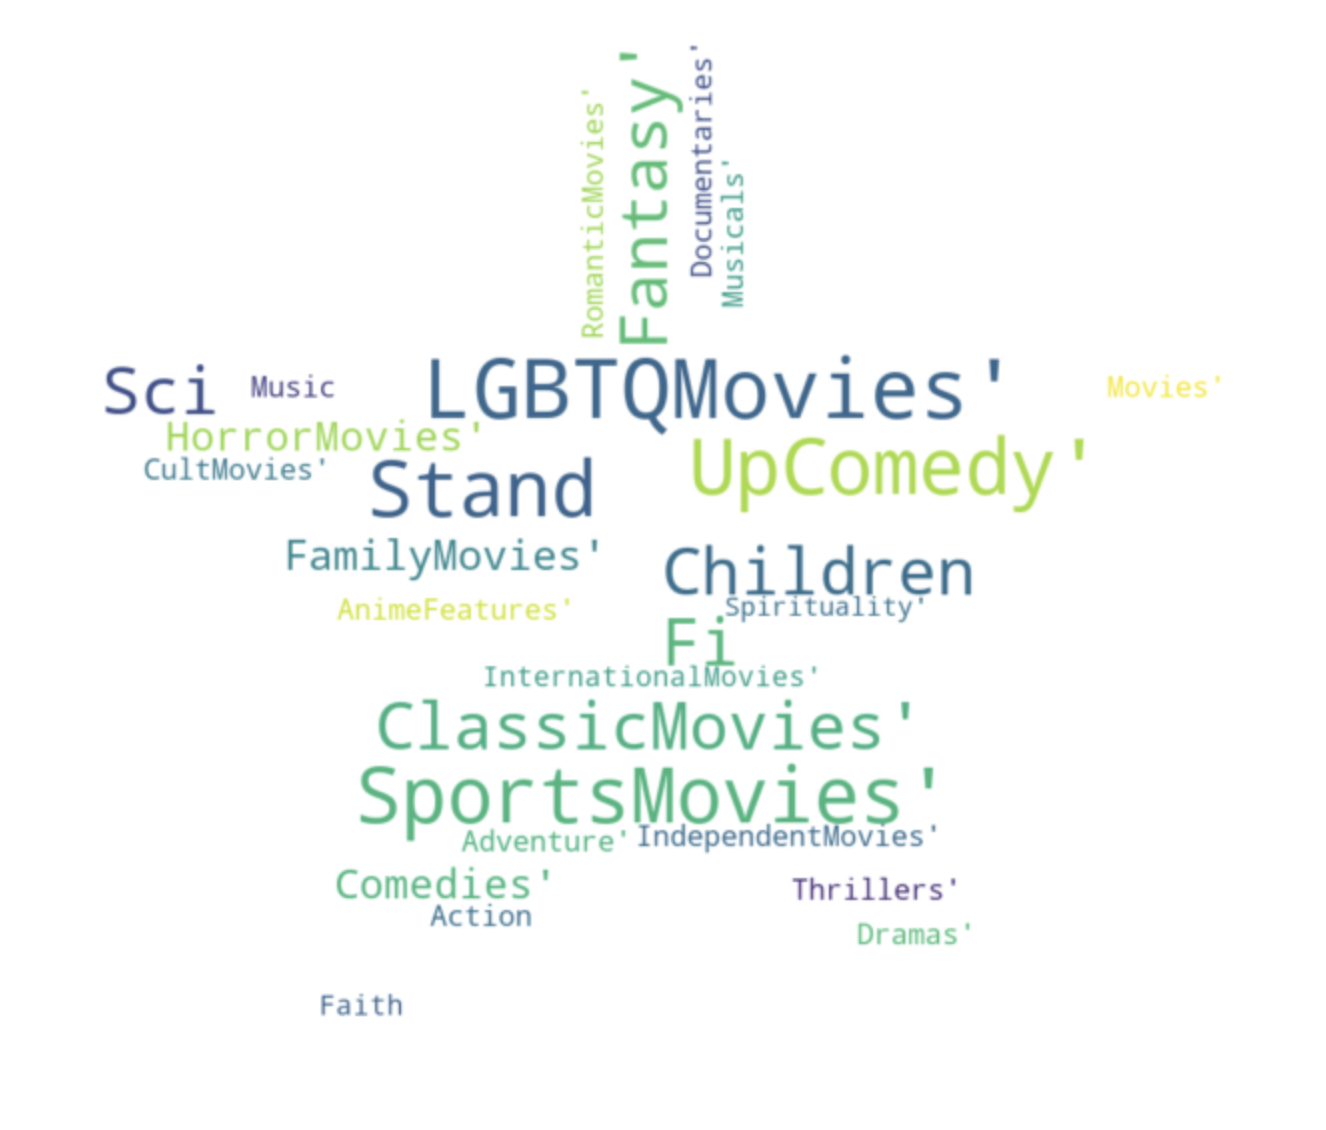 RomanticMovies'
Fantasy'
Documentaries'
Musicals'
Sci
Music
LGBTQMovies'
Movies'
HorrorMovies'
UpComedy'
CultMovies'
Stand
FamilyMovies'
Children
AnimeFeatures'
Spirituality'
Fi
InternationalMovies'
ClassicMovies'
SportsMovies'
Adventure'
IndependentMovies'
Comedies'
Thrillers'
Action
Dramas'
Faith